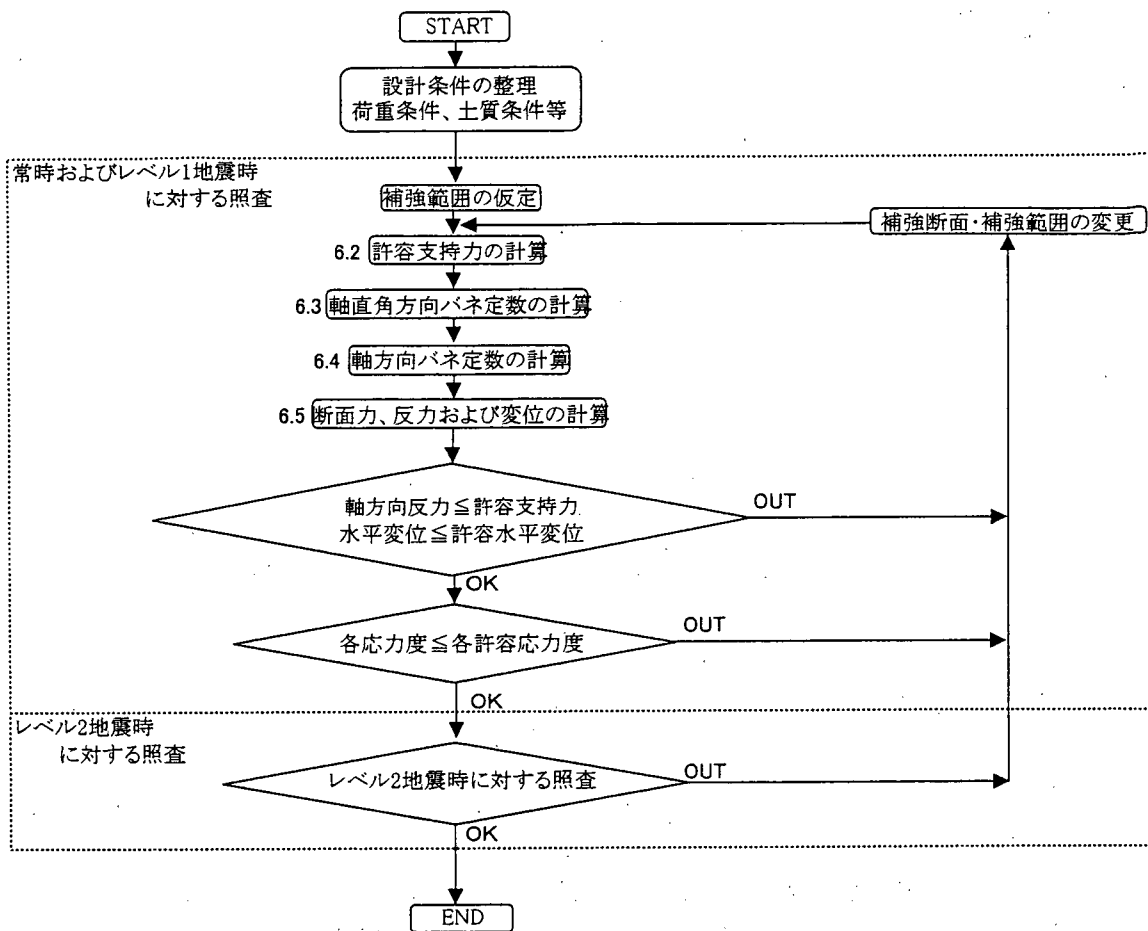 START
設計条件の整理
荷重条件、土質条件等
常時およびレベル1地震時
に対する照査
補強範囲の仮定
補強断面・補強範囲の変更
6.2 許容支持力の計算
6.3 軸直角方向バネ定数の計算
6.4 軸方向バネ定数の計算
6.5 断面力、反力および変位の計算
軸方向反力≦許容支持力
水平変位≦許容水平変位
OUT
OK
各応力度≦各許容応力度
OUT
OK
レベル2地震時
に対する照査
レベル2地震時に対する照査
OUT
OK
END